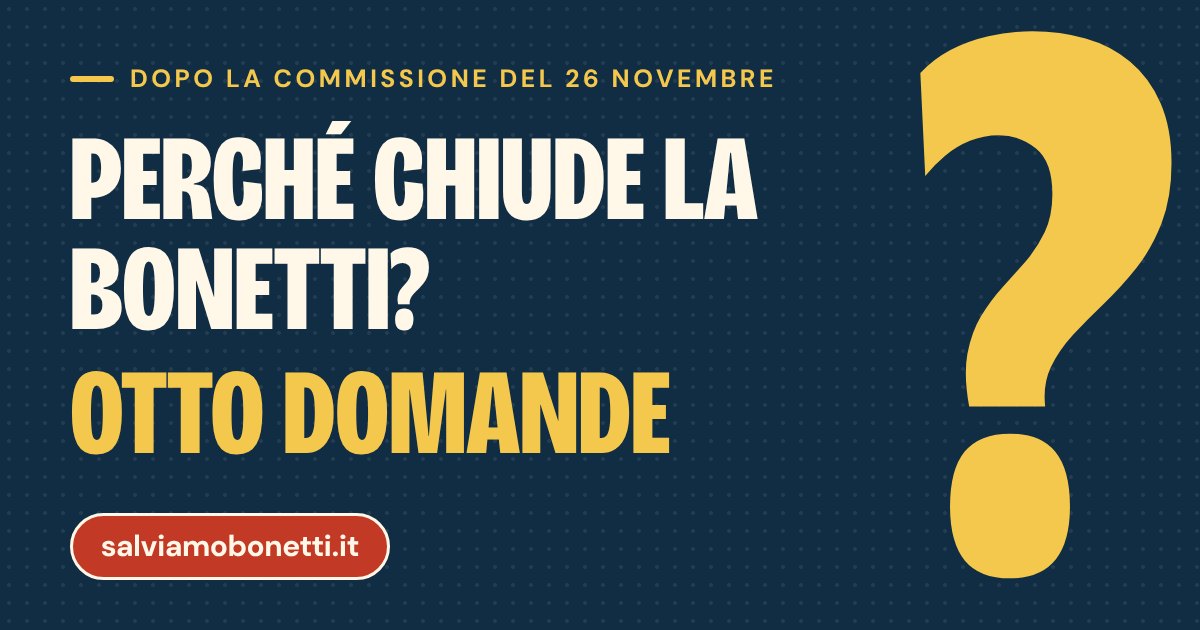 DOPO LA COMMISSIONE DEL 26 NOVEMBRE
PERCHÉ CHIUDE LA
BONETTI?
OTTO DOMANDE
salviamobonetti.it
?